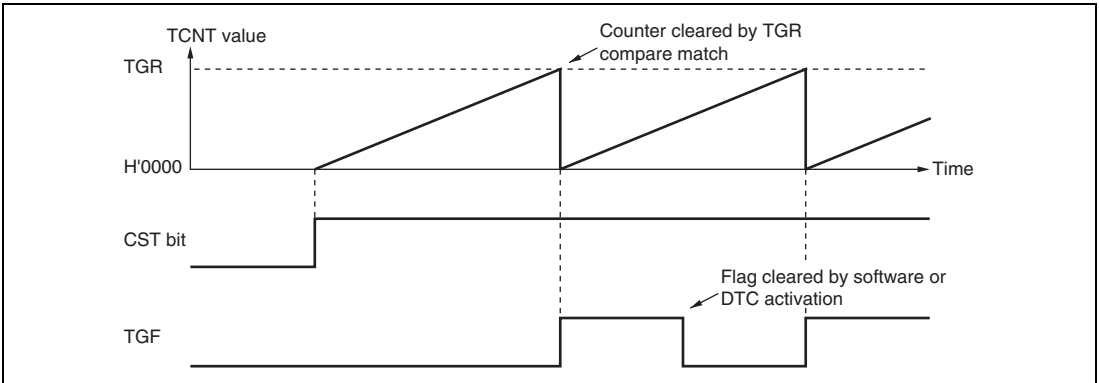 TCNT value
Counter cleared by TGR
compare match
TGR
H'0000
Time
CST bit
Flag cleared by software or
DTC activation
TGF